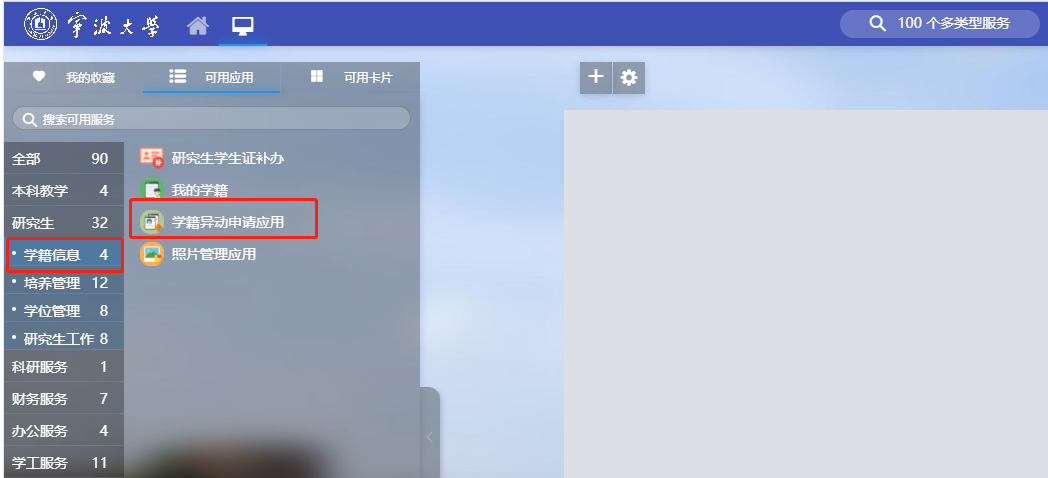 宁波大学
100 个多类型服务
我的收藏 可用应用 可用卡片
搜索可用服务
全部 90
本科教学 4
研究生 32
学籍信息 4
培养管理 12
学位管理 8
研究生工作 8
科研服务 1
财务服务 7
办公服务 4
学工服务 11
研究生学生证补办
我的学籍
学籍异动申请应用
照片管理应用